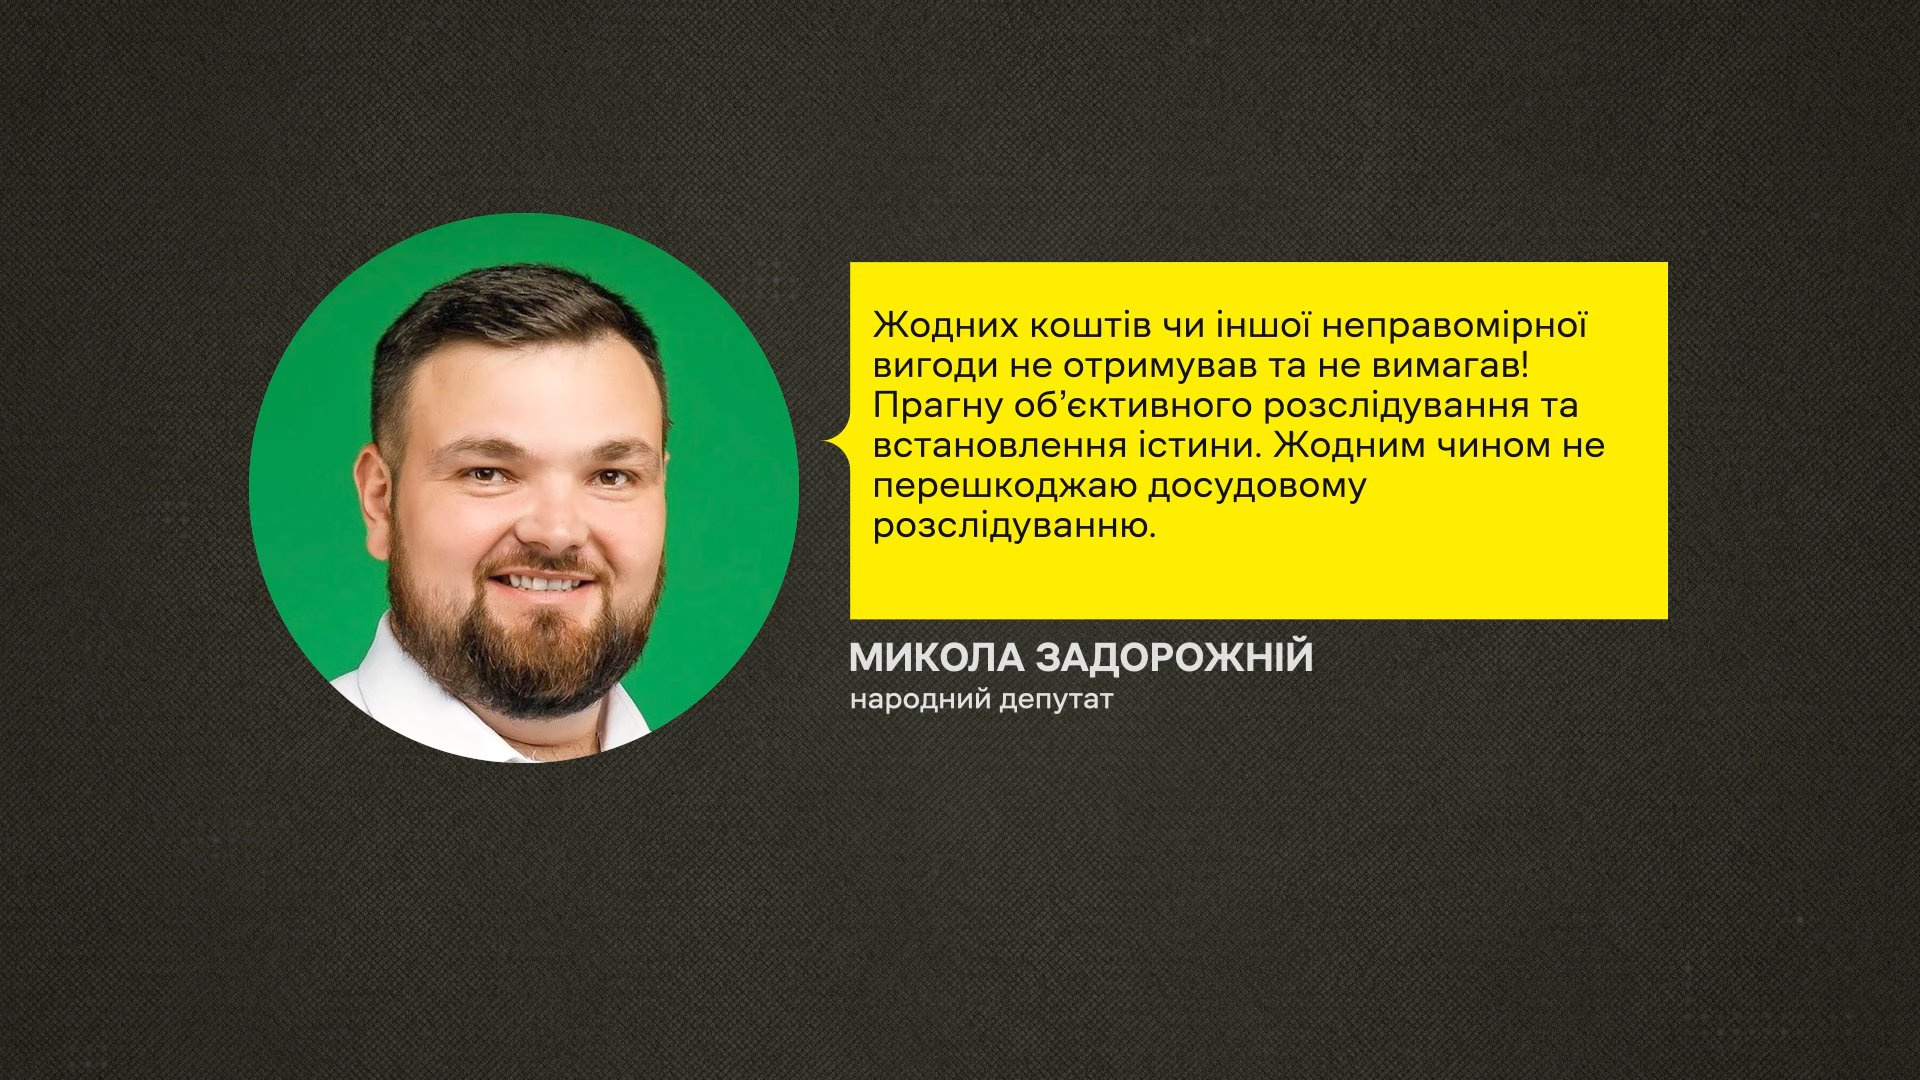 Жодних коштів чи іншої неправомірної
вигоди не отримував та не вимагав!
Прагну об’єктивного розслідування та
встановлення істини. Жодним чином не
перешкоджаю досудовому
розслідуванню.
МИКОЛА ЗАДОРОЖНІЙ
народний депутат